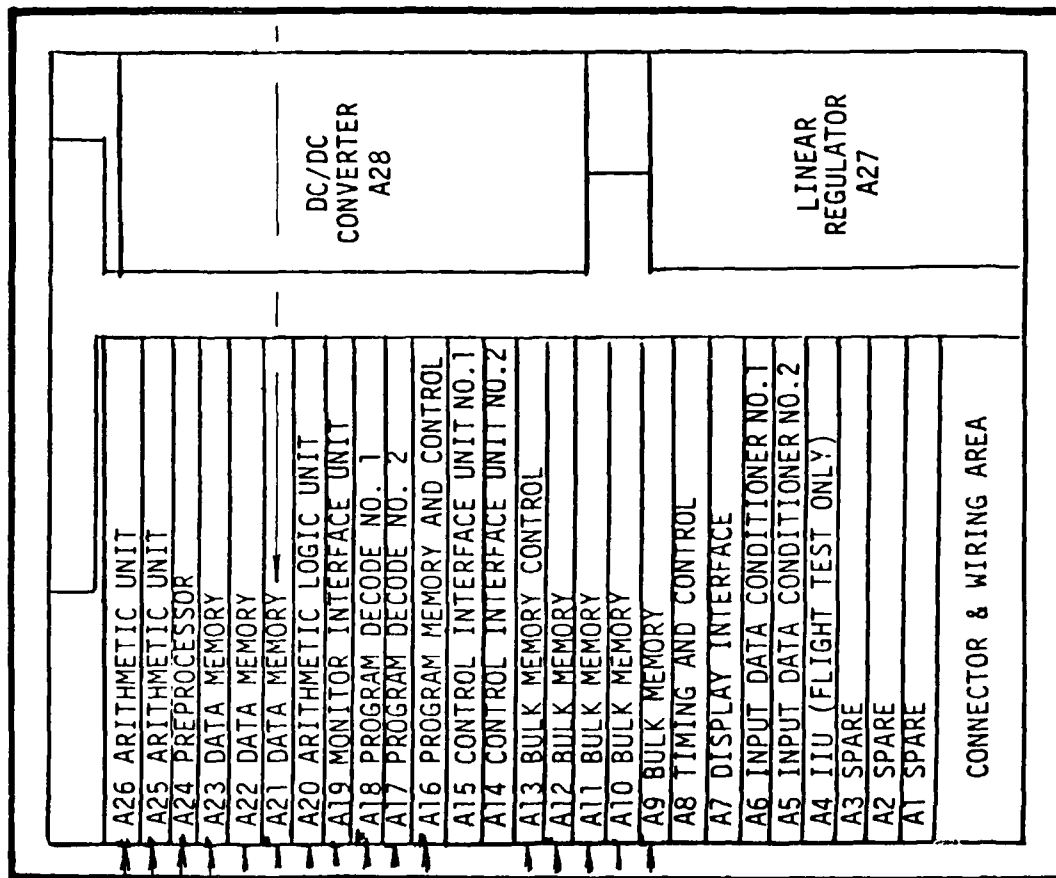 A26 ARITHMETIC UNIT
A25 ARITHMETIC UNIT
A24 PREPROCESSOR
A23 DATA MEMORY
A22 DATA MEMORY
A21 DATA MEMORY
A20 ARITHMETIC LOGIC UNIT
A19 MONITOR INTERFACE UNIT
A18 PROGRAM DECODE NO. 1
A17 PROGRAM DECODE NO. 2
A16 PROGRAM MEMORY AND CONTROL
A15 CONTROL INTERFACE UNIT NO.1
A14 CONTROL INTERFACE UNIT NO.2
A13 BULK MEMORY CONTROL
A12 BULK MEMORY
A11 BULK MEMORY
A10 BULK MEMORY
A9 BULK MEMORY
A8 TIMING AND CONTROL
A7 DISPLAY INTERFACE
A6 INPUT DATA CONDITIONER NO.1
A5 INPUT DATA CONDITIONER NO.2
A4 IIU (FLIGHT TEST ONLY)
A3 SPARE
A2 SPARE
A1 SPARE
CONNECTOR & WIRING AREA
DC/DC
CONVERTER
A28
LINEAR
REGULATOR
A27